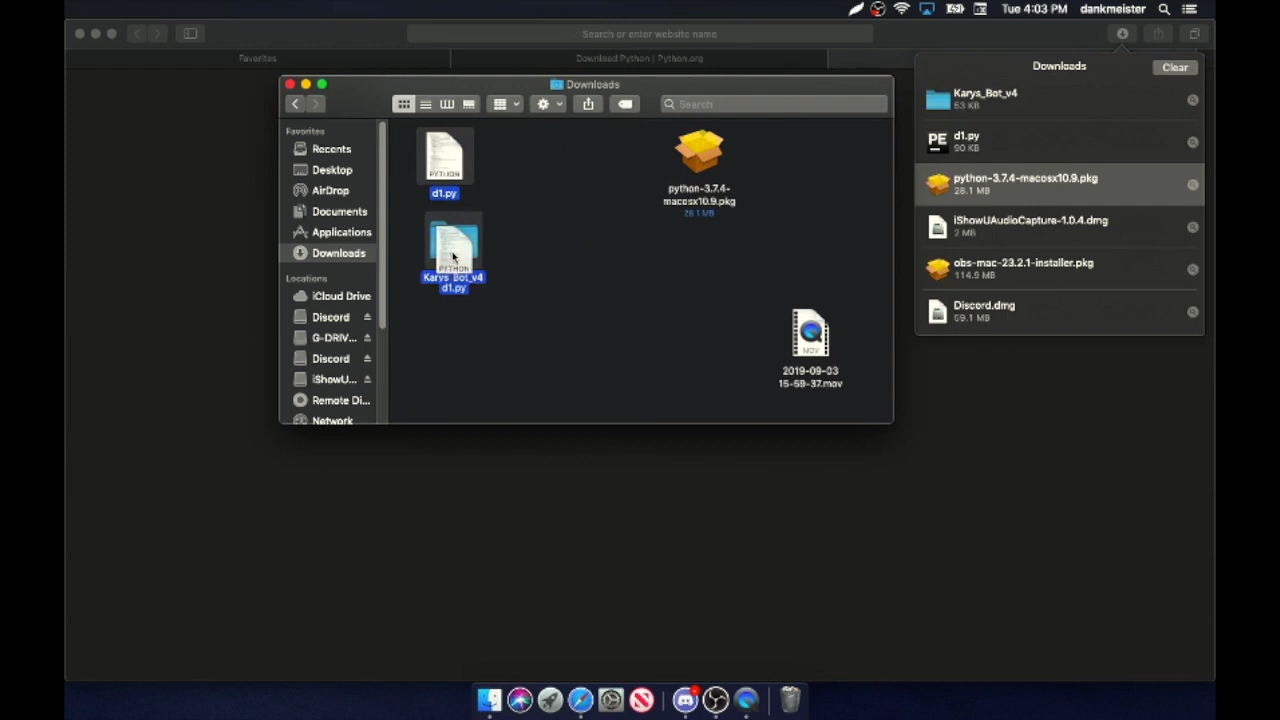 Tue 4:03 PM dankmeister
Search or enter website name
Favorites
Download Python | Python.org
Downloads
Search
Favorites
Recents
Desktop
AirDrop
Documents
Applications
Downloads
Locations
iCloud Drive
Discord
G-DRIV...
Discord
iShowU...
Remote Di...
Network
PYTHON
d1.py
PYTHON
Karys_Bot_v4
d1.py
python-3.7.4-
macosx10.9.pkg
28.1 MB
MOV
2019-09-03
15-59-37.mov
Downloads
Clear
Karys_Bot_v4
53 KB
PE
d1.py
90 KB
python-3.7.4-macosx10.9.pkg
28.1 MB
iShowUAudioCapture-1.0.4.dmg
2 MB
obs-mac-23.2.1-installer.pkg
114.9 MB
Discord.dmg
59.1 MB